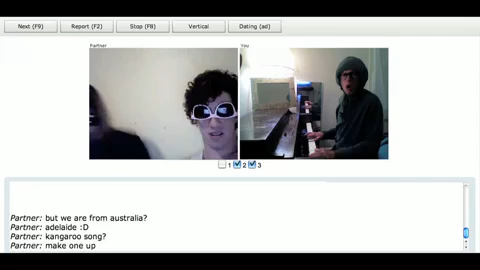 Next (F9) Report (F2) Stop (F8) Vertical Dating (ad)
Partner You
1 2 3
Partner: but we are from australia?
Partner: adelaide :D
Partner: kangaroo song?
Partner: make one up